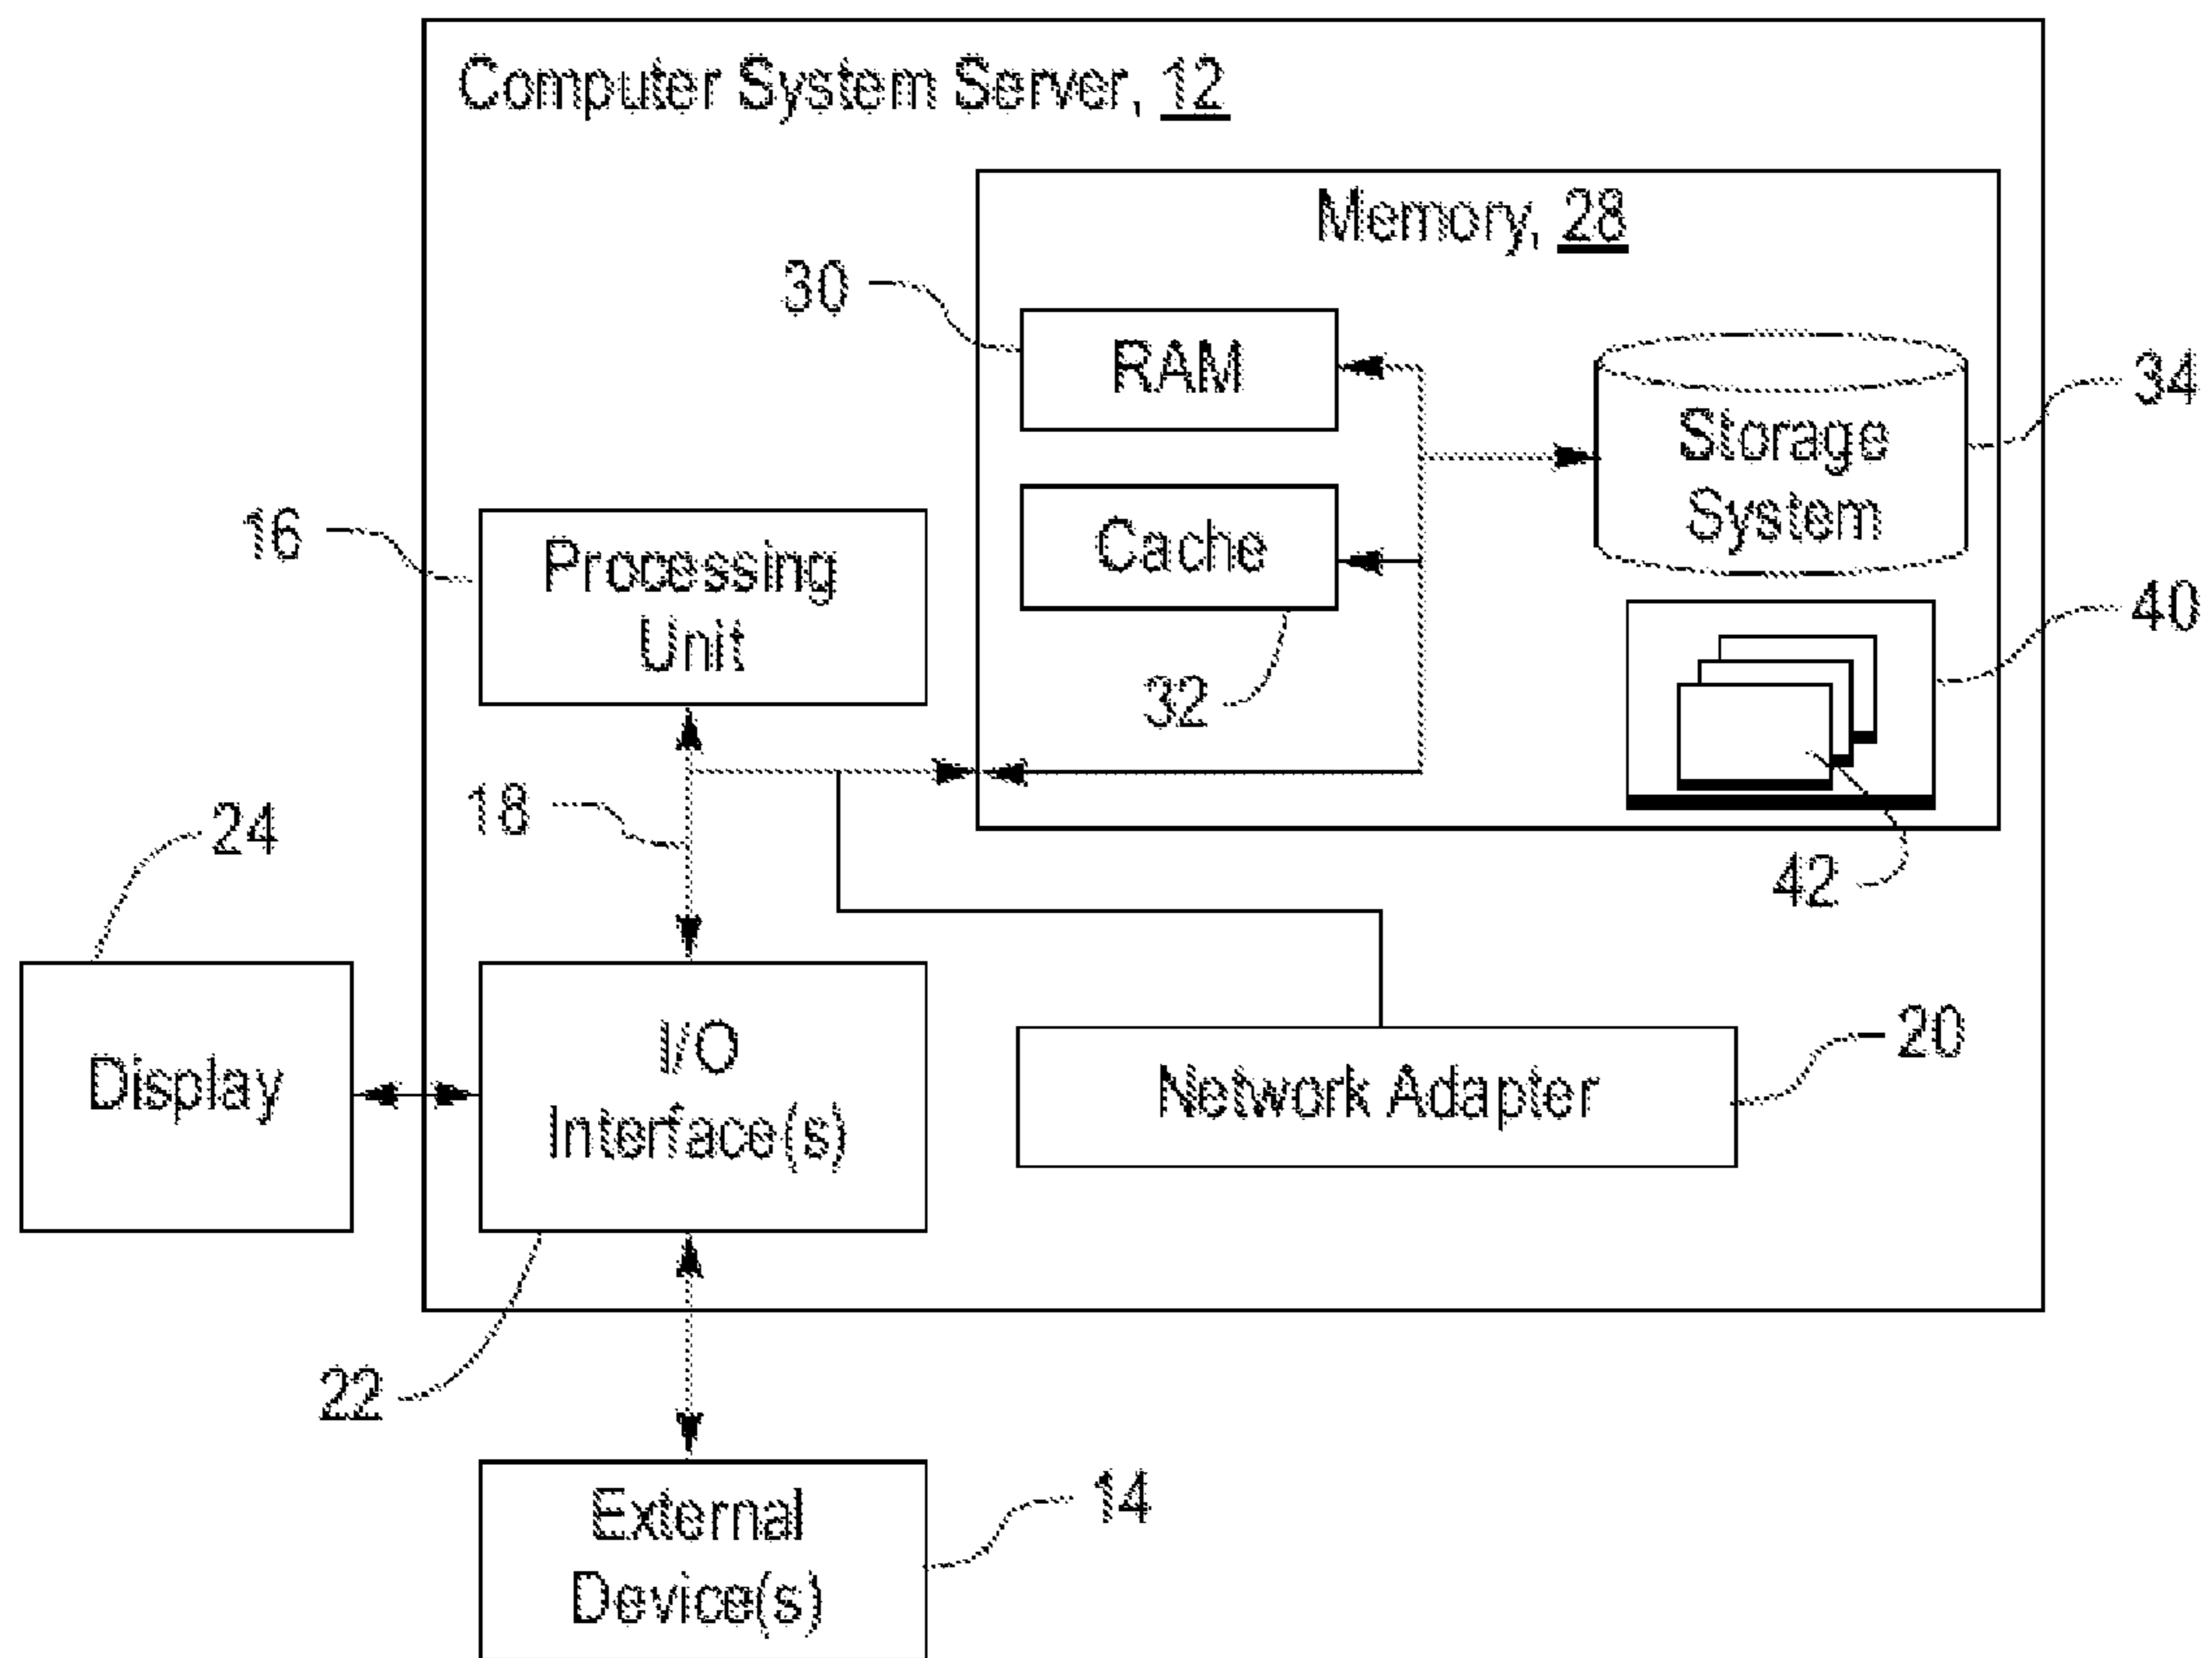 Computer System Server, 12
Memory, 28
30
RAM
34
Storage
System
16
Processing
Unit
Cache
40
32
18
24
42
Display
I/O
Interface(s)
20
Network Adapter
22
External
Device(s)
14